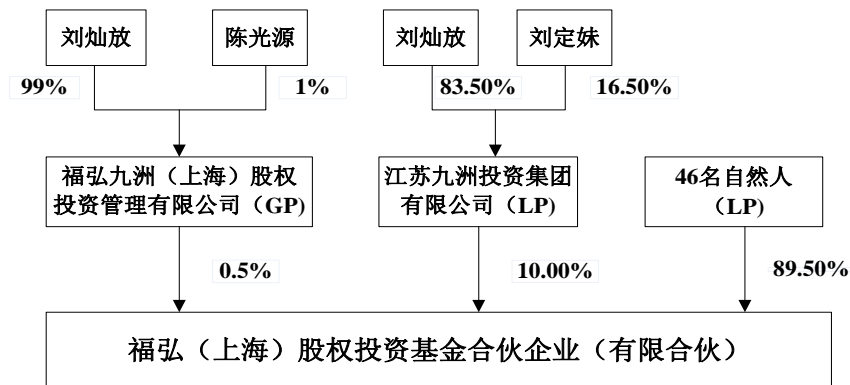 刘灿放
陈光源
刘灿放
刘定妹
99%
1%
83.50%
16.50%
福弘九洲（上海）股权
投资管理有限公司（GP)
江苏九洲投资集团
有限公司（LP)
46名自然人
（LP)
0.5%
10.00%
89.50%
福弘（上海）股权投资基金合伙企业（有限合伙）